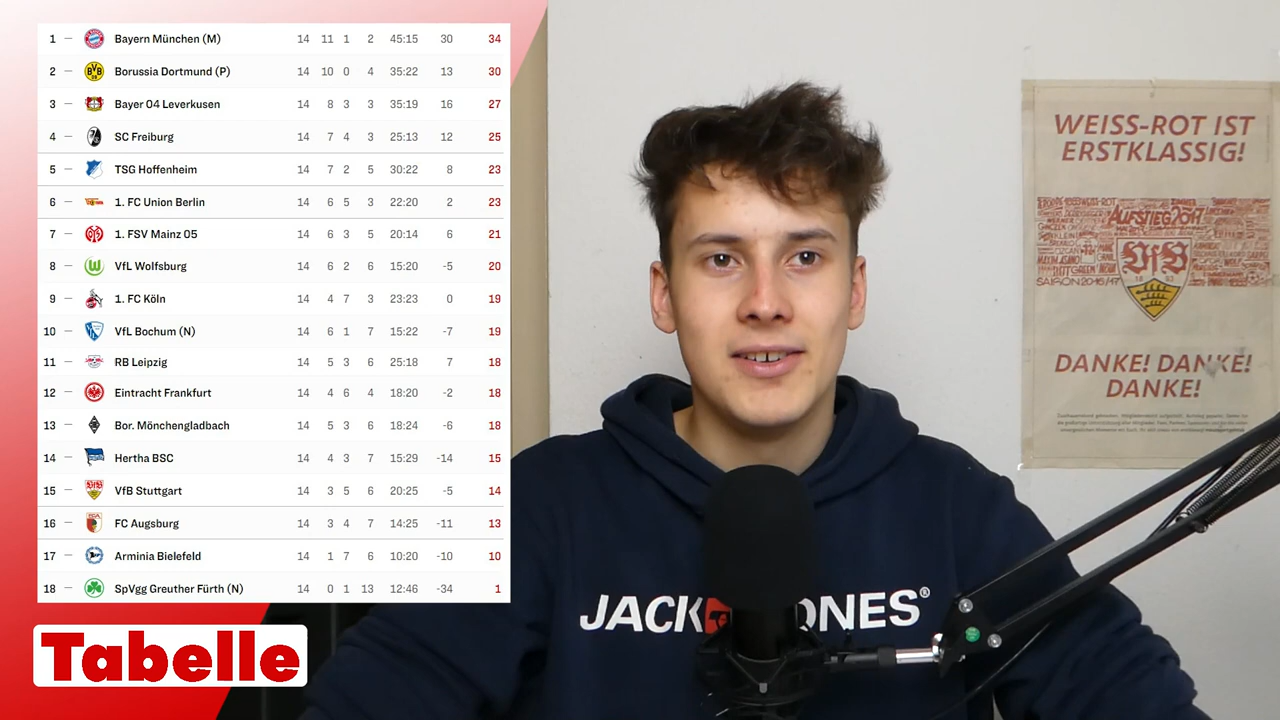 1 — Bayern München (M) 14 11 1 2 45:15 30 34
2 — Borussia Dortmund (P) 14 10 0 4 35:22 13 30
3 — Bayer 04 Leverkusen 14 8 3 3 35:19 16 27
4 — SC Freiburg 14 7 4 3 25:13 12 25
5 — TSG Hoffenheim 14 7 2 5 30:22 8 23
6 — 1. FC Union Berlin 14 6 5 3 22:20 2 23
7 — 1. FSV Mainz 05 14 6 3 5 20:14 6 21
8 — VfL Wolfsburg 14 6 2 6 15:20 -5 20
9 — 1. FC Köln 14 4 7 3 23:23 0 19
10 — VfL Bochum (N) 14 6 1 7 15:22 -7 19
11 — RB Leipzig 14 5 3 6 25:18 7 18
12 — Eintracht Frankfurt 14 4 6 4 18:20 -2 18
13 — Bor. Mönchengladbach 14 5 3 6 18:24 -6 18
14 — Hertha BSC 14 4 3 7 15:29 -14 15
15 — VfB Stuttgart 14 3 5 6 20:25 -5 14
16 — FC Augsburg 14 3 4 7 14:25 -11 13
17 — Arminia Bielefeld 14 1 7 6 10:20 -10 10
18 — SpVgg Greuther Fürth (N) 14 0 1 13 12:46 -34 1
Tabelle
WEISS-ROT IST
ERSTKLASSIG!
AUFSTIEG 2017
VfB
18 93
SAISON 2016/17
DANKE! DANKE!
DANKE!
JACK ONES®